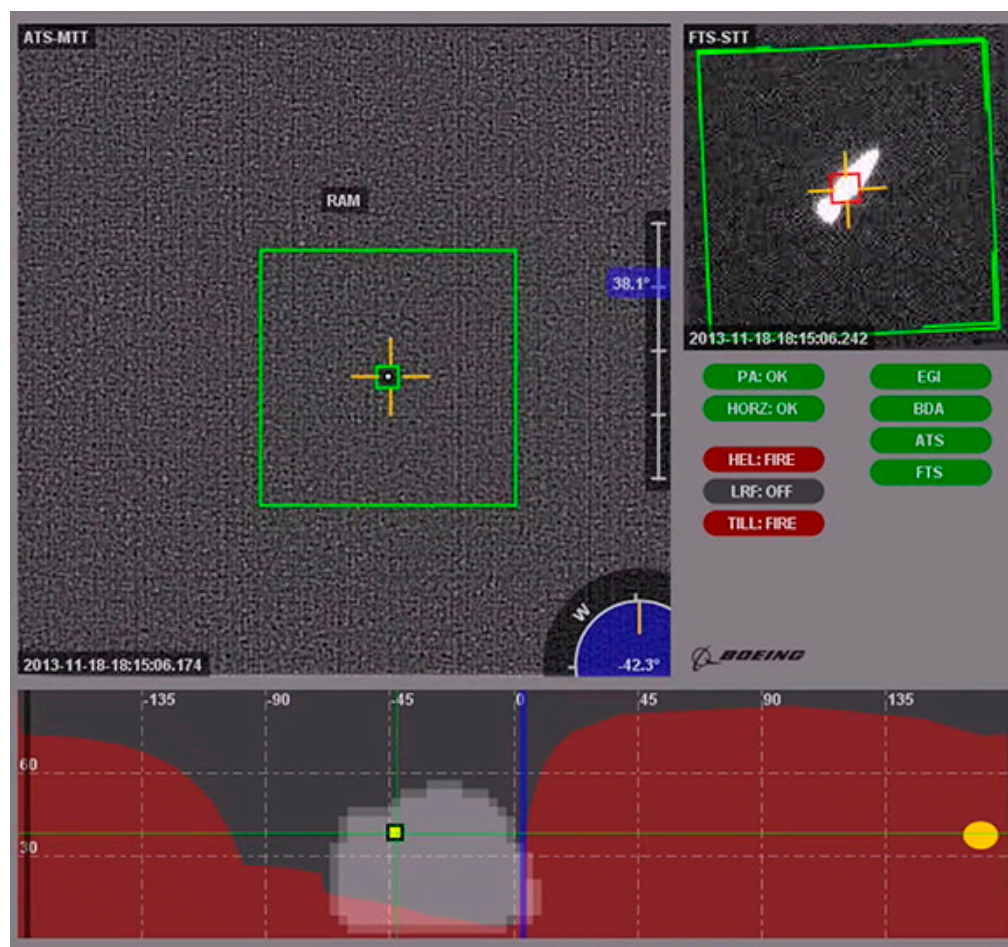 ATS-MTT
RAM
38.1°
W
-42.3°
2013-11-18-18:15:06.174
FTS-STT
2013-11-18-18:15:06.242
PA: OK
EGI
HORZ: OK
BDA
ATS
HEL: FIRE
FTS
LRF: OFF
TILL: FIRE
BOEING
-135
-90
-45
0
45
90
135
60
30